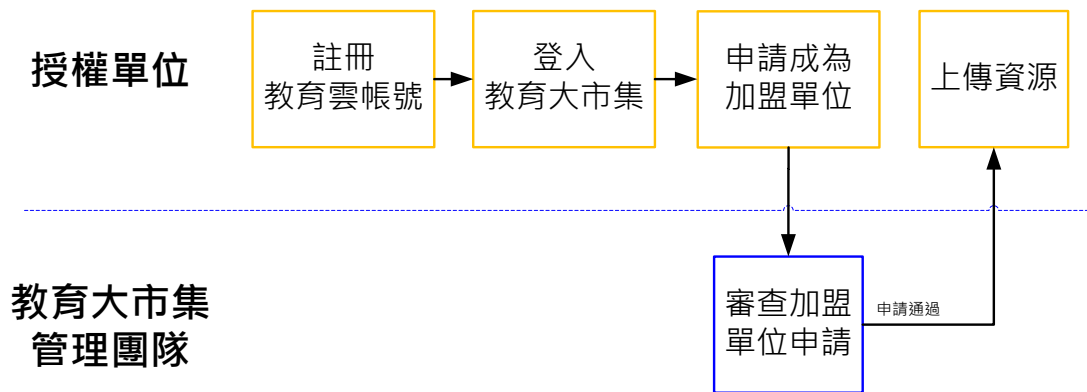 授權單位
註冊
教育雲帳號
登入
教育大市集
申請成為
加盟單位
上傳資源
教育大市集
管理團隊
審查加盟
單位申請
申請通過